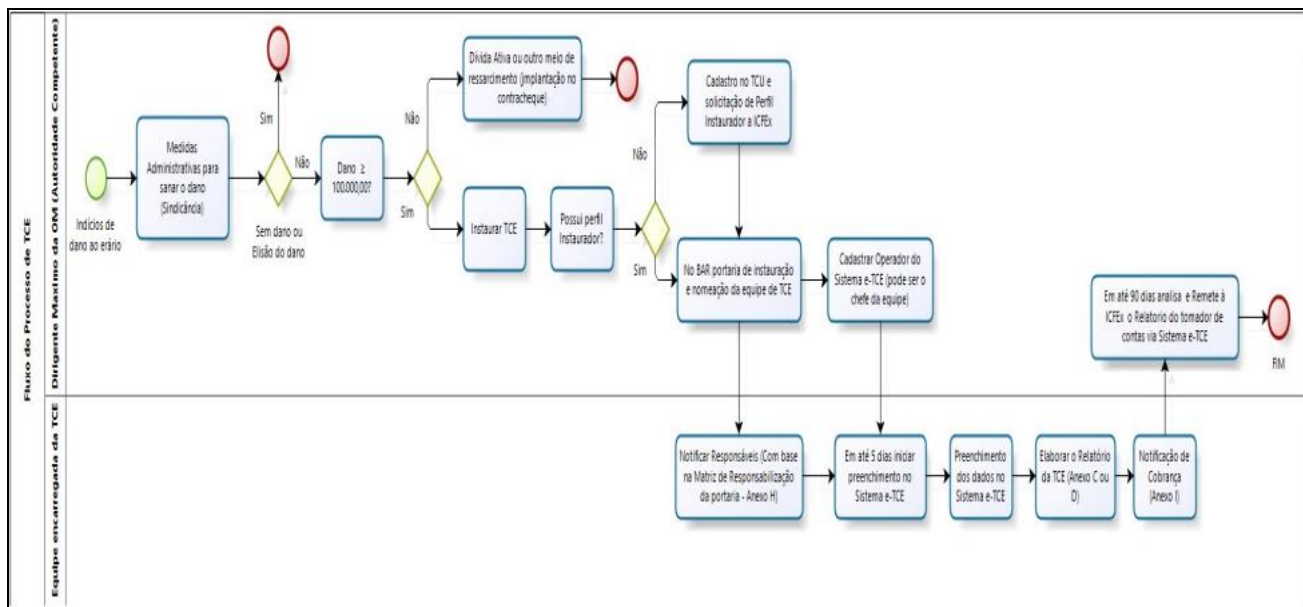 Fluxo do Processo de TCE
Dirigente Maximo da OM (Autoridade Competente)
Indícios de
dano ao erário
Medidas
Administrativas para
sanar o dano
(Sindicância)
Sim
Não
Sem dano ou
Elisão do dano
Dano ≥
100.000,00?
Não
Sim
Dívida Ativa ou outro meio de
ressarcimento (implantação no
contracheque)
Instaurar TCE
Possui perfil
Instaurador?
Não
Sim
Cadastro no TCU e
solicitação de Perfil
Instaurador a ICFEx
No BAR portaria de instauração
e nomeação da equipe de TCE
Cadastrar Operador do
Sistema e-TCE (pode ser o
chefe da equipe)
Em até 90 dias analisa e Remete à
ICFEx o Relatorio do tomador de
contas via Sistema e-TCE
FIM
Equipe encarregada da TCE
Notificar Responsáveis (Com base
na Matriz de Responsabilização
da portaria - Anexo H)
Em até 5 dias iniciar
preenchimento no
Sistema e-TCE
Preenchimento
dos dados no
Sistema e-TCE
Elaborar o Relatório
da TCE (Anexo C ou
D)
Notificação de
Cobrança
(Anexo I)